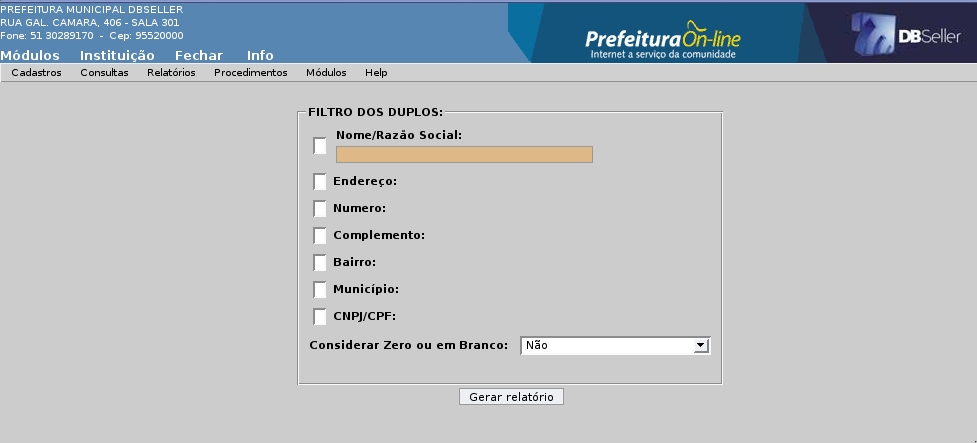 PREFEITURA MUNICIPAL DBSELLER
RUA GAL. CAMARA, 406 - SALA 301
Fone: 51 30289170 - Cep: 95520000
Módulos Instituição Fechar Info
Prefeitura On-line
Internet a serviço da comunidade
DBSeller
Cadastros Consultas Relatórios Procedimentos Módulos Help
FILTRO DOS DUPLOS:
Nome/Razão Social:
Endereço:
Numero:
Complemento:
Bairro:
Município:
CNPJ/CPF:
Considerar Zero ou em Branco: Não
Gerar relatório